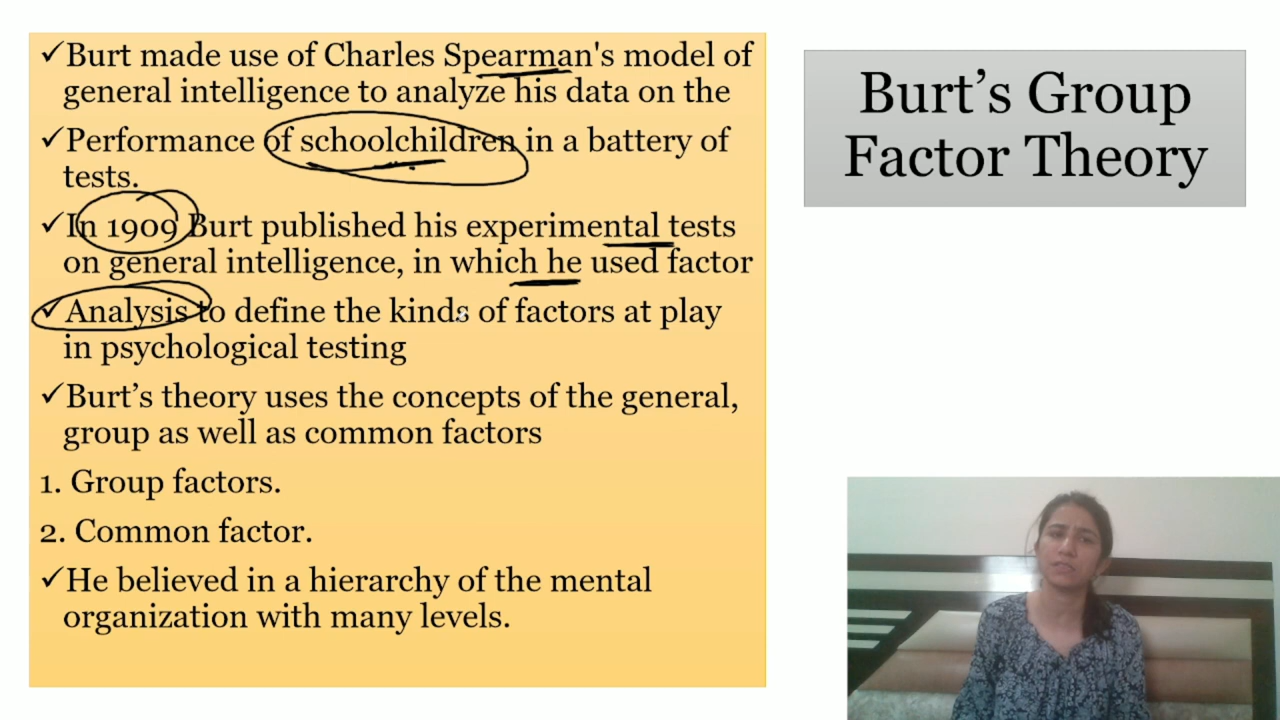 ✓Burt made use of Charles Spearman's model of
general intelligence to analyze his data on the
✓Performance of schoolchildren in a battery of
tests.
✓In 1909 Burt published his experimental tests
on general intelligence, in which he used factor
✓Analysis to define the kinds of factors at play
in psychological testing
✓Burt’s theory uses the concepts of the general,
group as well as common factors
1. Group factors.
2. Common factor.
✓He believed in a hierarchy of the mental
organization with many levels.
Burt’s Group
Factor Theory